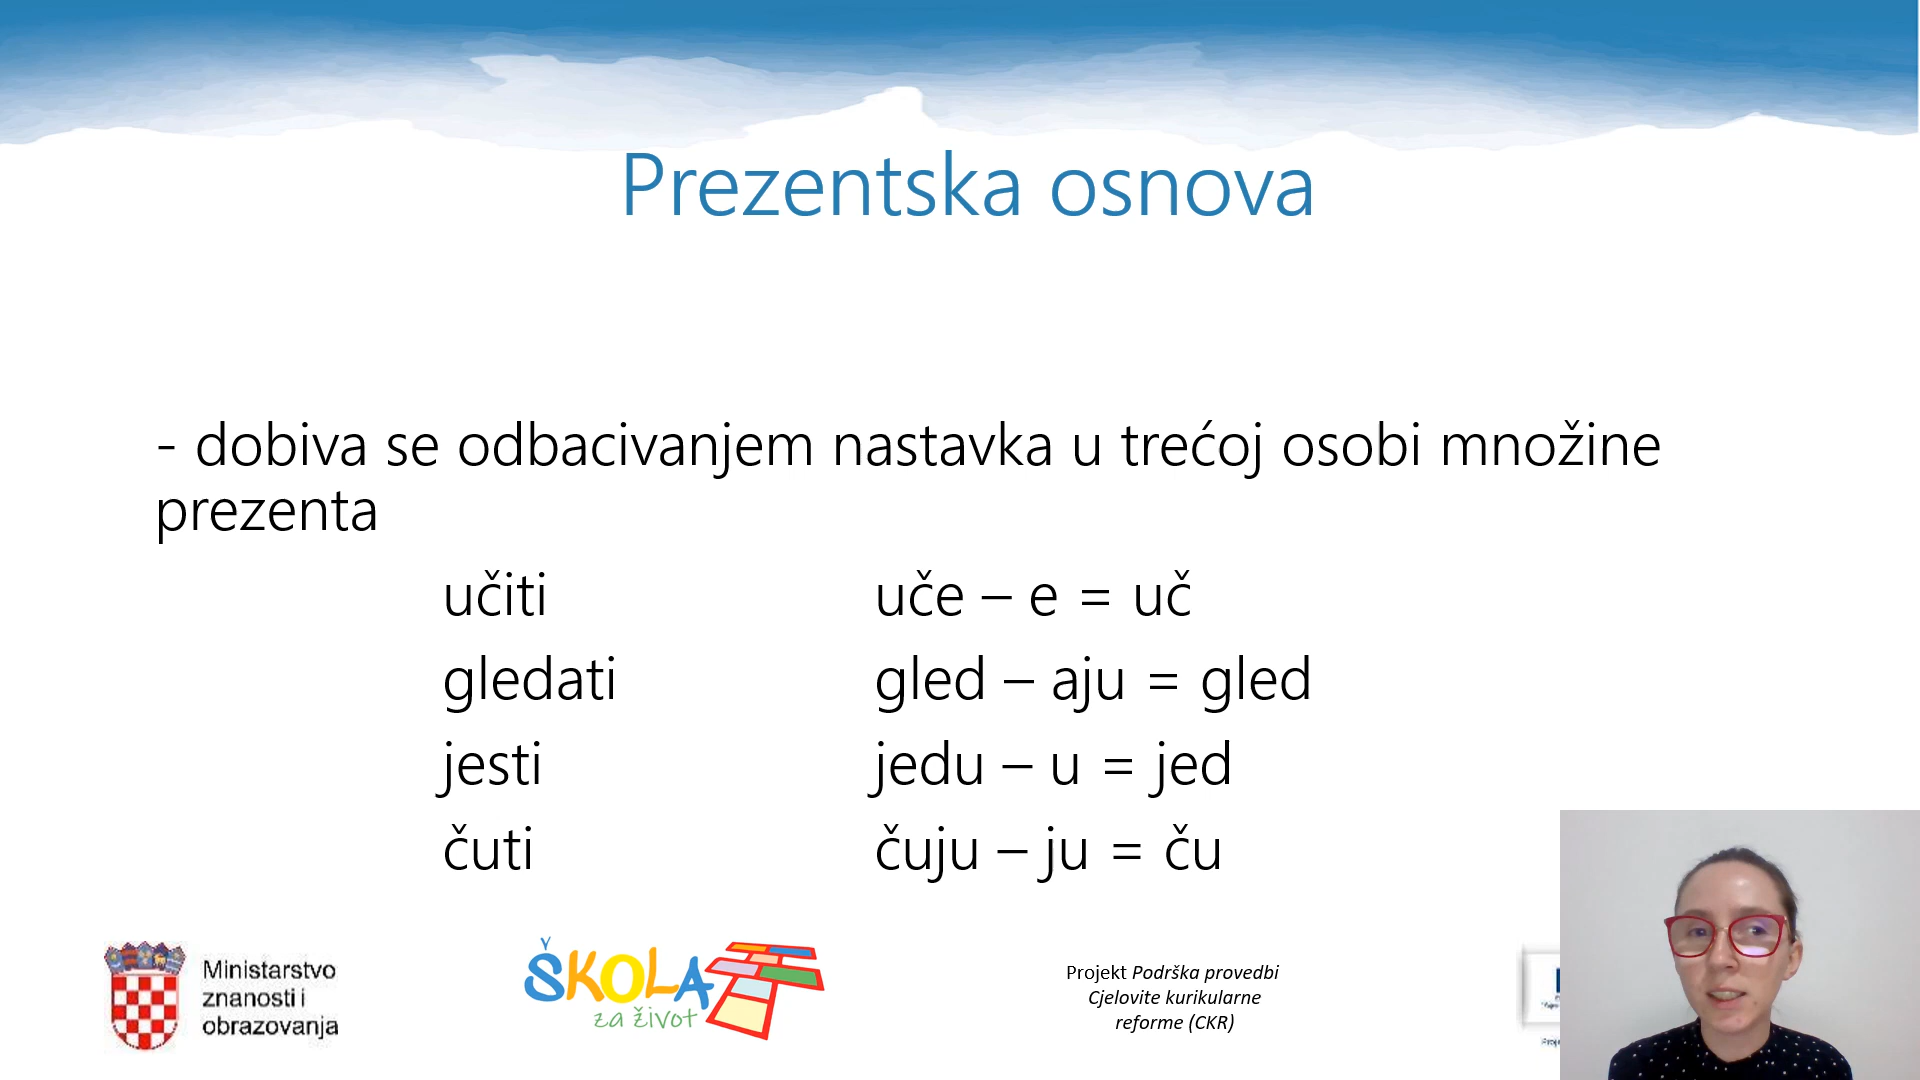 Prezentska osnova
- dobiva se odbacivanjem nastavka u trećoj osobi množine
prezenta
učiti uče – e = uč
gledati gled – aju = gled
jesti jedu – u = jed
čuti čuju – ju = ču
Ministarstvo
znanosti i
obrazovanja
ŠKOLA
za život
Projekt Podrška provedbi
Cjelovite kurikularne
reforme (CKR)